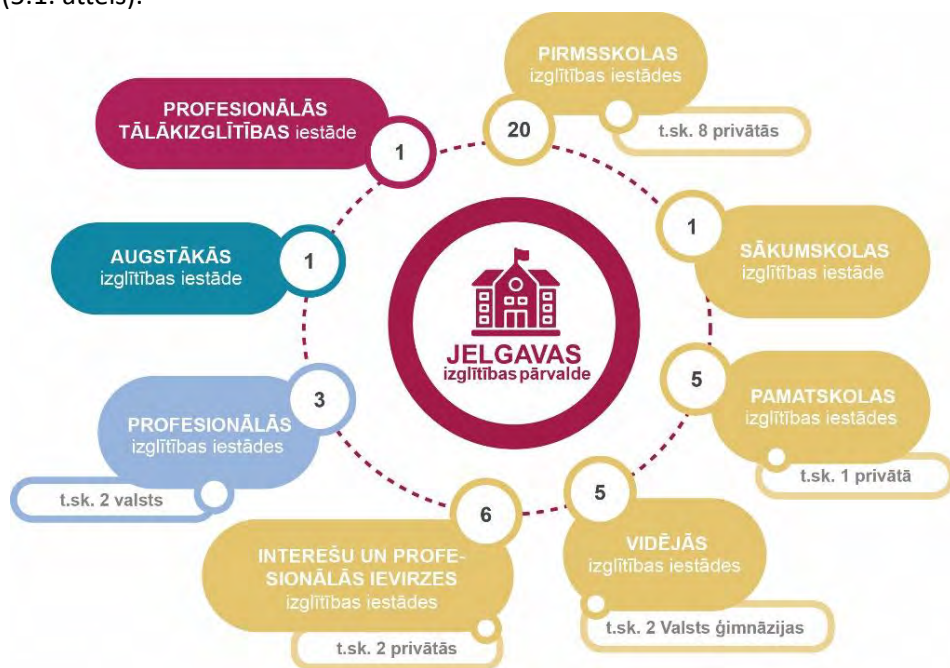 (3.1. attēls).
PIRMSSKOLAS
izglītības iestādes
20
t.sk. 8 privātās
PROFESIONĀLĀS
TĀLĀKIZGLĪTĪBAS iestāde
1
1
SĀKUMSKOLAS
izglītības iestāde
AUGSTĀKĀS
izglītības iestāde
1
JELGAVAS
izglītības pārvalde
5
PAMATSKOLAS
izglītības iestādes
t.sk. 1 privātā
3
PROFESIONĀLĀS
izglītības iestādes
t.sk. 2 valsts
6
INTEREŠU UN PROFE-
SIONĀLĀS IEVIRZES
izglītības iestādes
t.sk. 2 privātās
5
VIDĒJĀS
izglītības iestādes
t.sk. 2 Valsts ģimnāzijas